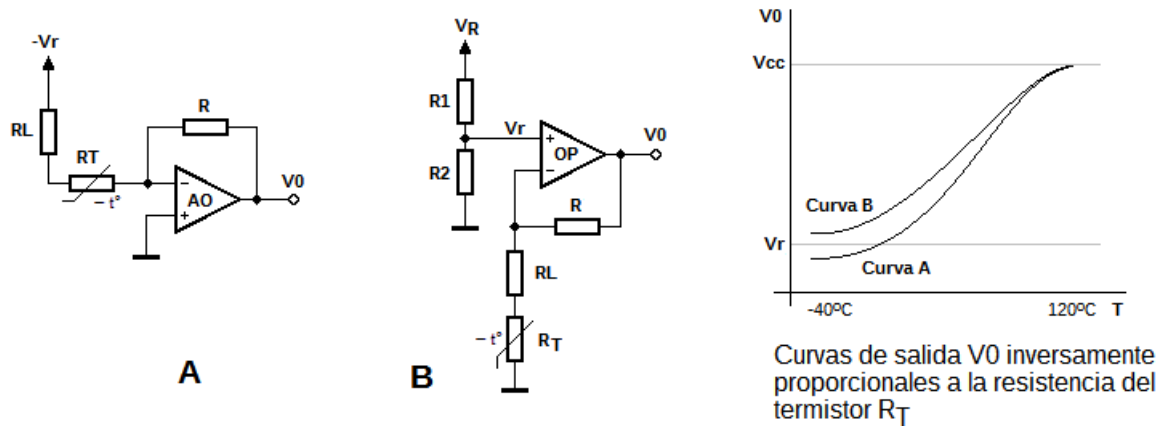 -Vr
RL
RT
– t°
R
AO
−
+
V0
A
VR
R1
Vr
R2
+
OP
−
V0
R
RL
– t°
RT
B
V0
Vcc
Curva B
Vr
Curva A
-40ºC
120ºC
T
Curvas de salida V0 inversamente
proporcionales a la resistencia del
termistor RT